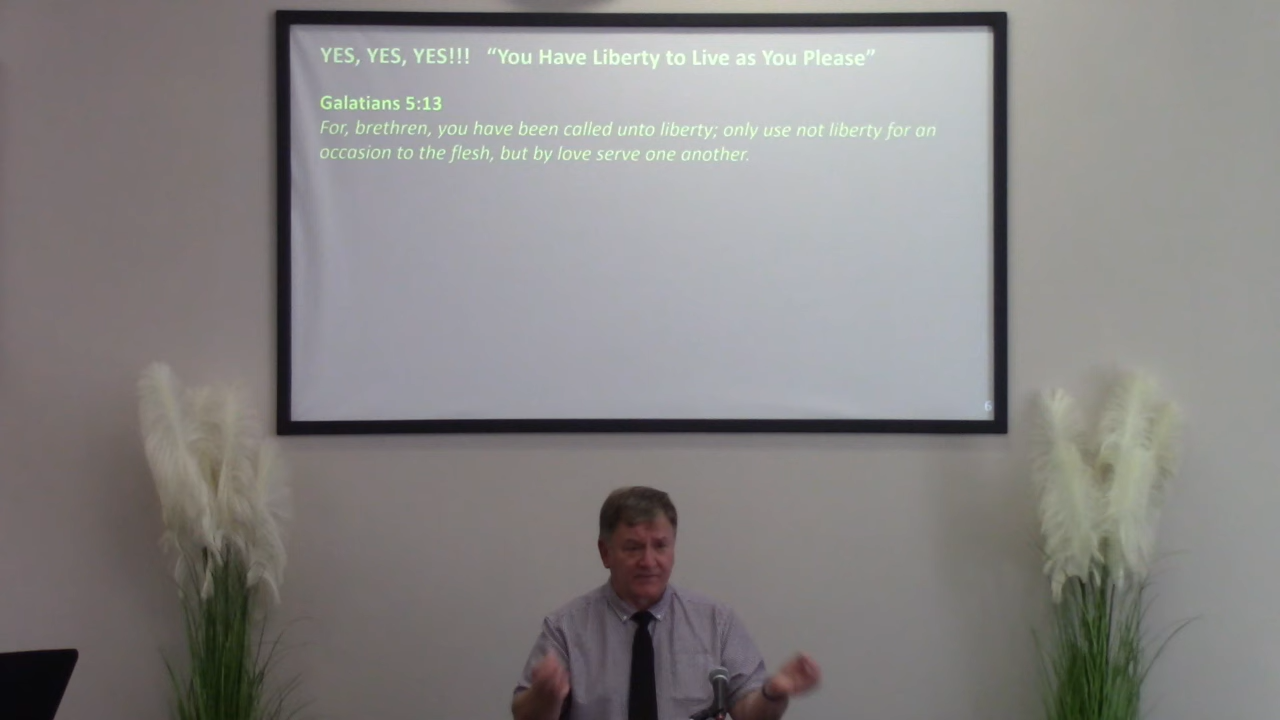 YES, YES, YES!!! “You Have Liberty to Live as You Please”
Galatians 5:13
For, brethren, you have been called unto liberty; only use not liberty for an
occasion to the flesh, but by love serve one another.
6